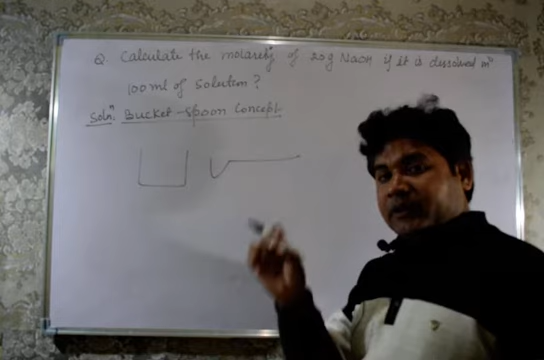 Q. Calculate the molarity of 20g NaOH if it is dissolved in
100 ml of solution?
Soln. Bucket-spoon concept